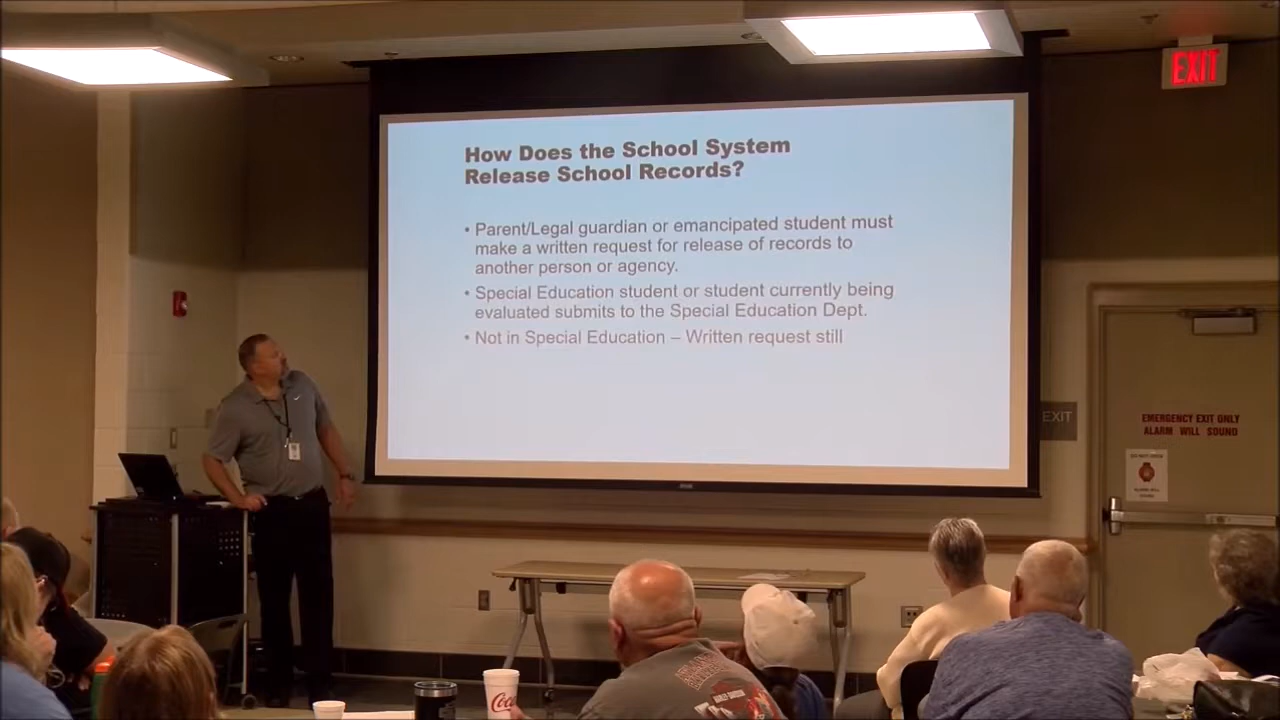 EXIT
How Does the School System
Release School Records?
• Parent/Legal guardian or emancipated student must
make a written request for release of records to
another person or agency.
• Special Education student or student currently being
evaluated submits to the Special Education Dept.
• Not in Special Education – Written request still
EXIT
EMERGENCY EXIT ONLY
ALARM WILL SOUND
Coca